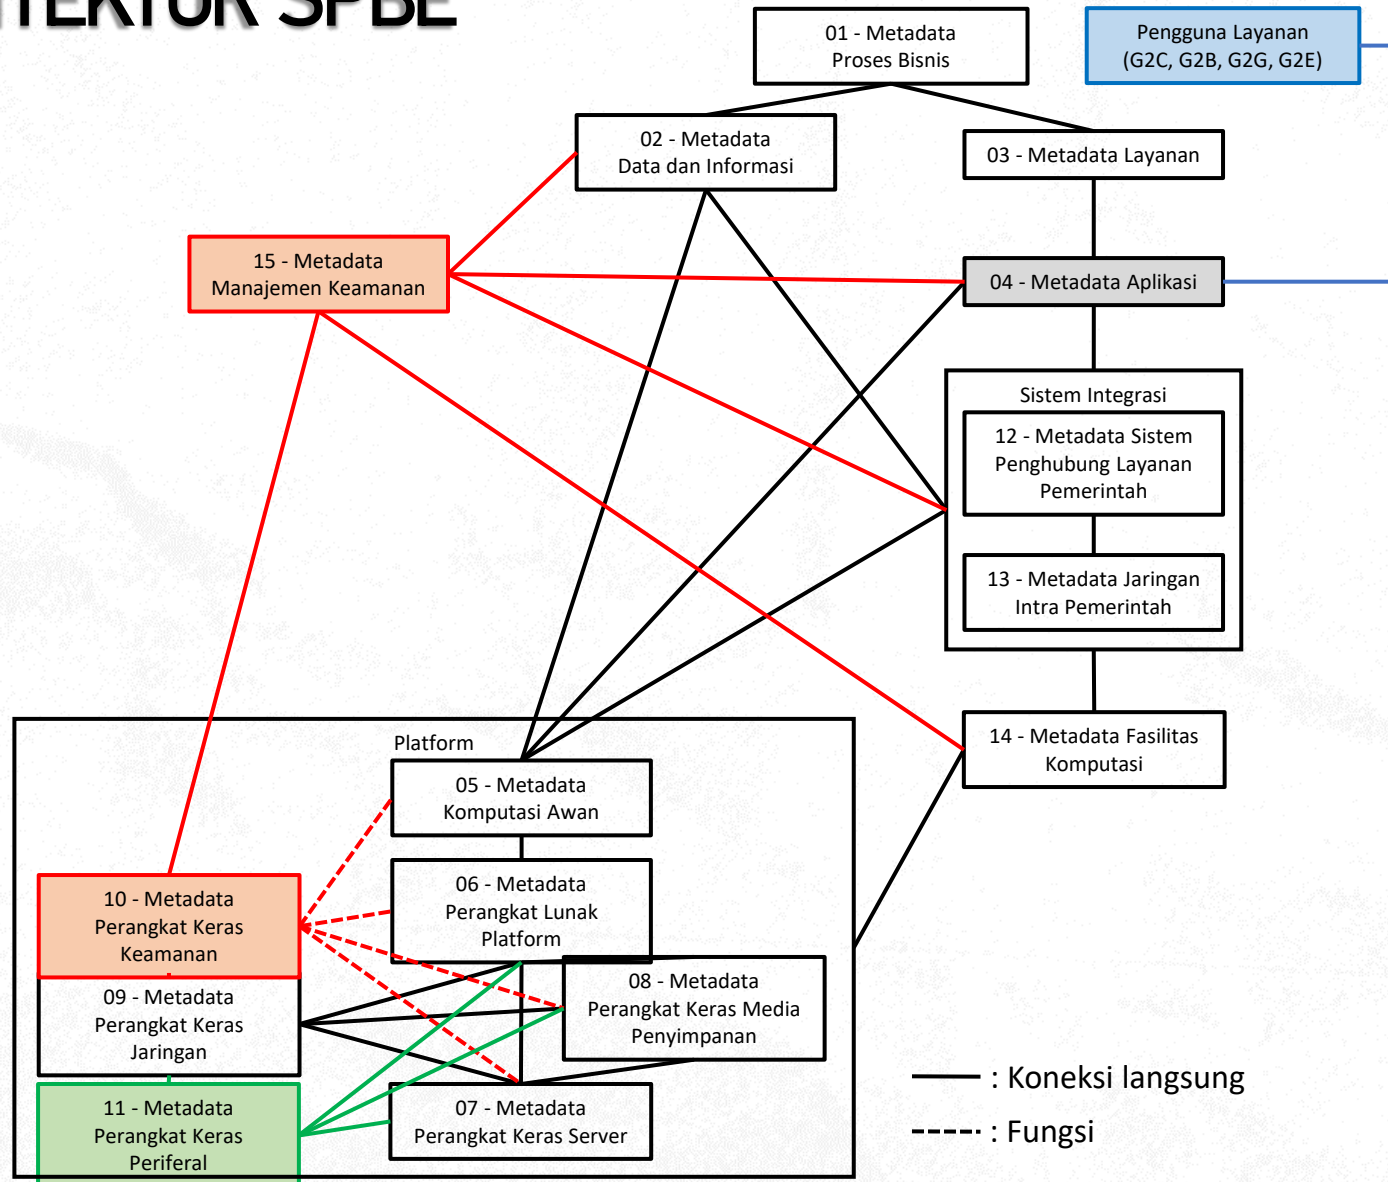 ITEKTUR SPBE
01 - Metadata
Proses Bisnis
Pengguna Layanan
(G2C, G2B, G2G, G2E)
02 - Metadata
Data dan Informasi
03 - Metadata Layanan
15 - Metadata
Manajemen Keamanan
04 - Metadata Aplikasi
Sistem Integrasi
12 - Metadata Sistem
Penghubung Layanan
Pemerintah
13 - Metadata Jaringan
Intra Pemerintah
14 - Metadata Fasilitas
Komputasi
Platform
05 - Metadata
Komputasi Awan
10 - Metadata
Perangkat Keras
Keamanan
06 - Metadata
Perangkat Lunak
Platform
09 - Metadata
Perangkat Keras
Jaringan
08 - Metadata
Perangkat Keras Media
Penyimpanan
11 - Metadata
Perangkat Keras
Periferal
07 - Metadata
Perangkat Keras Server
: Koneksi langsung
: Fungsi